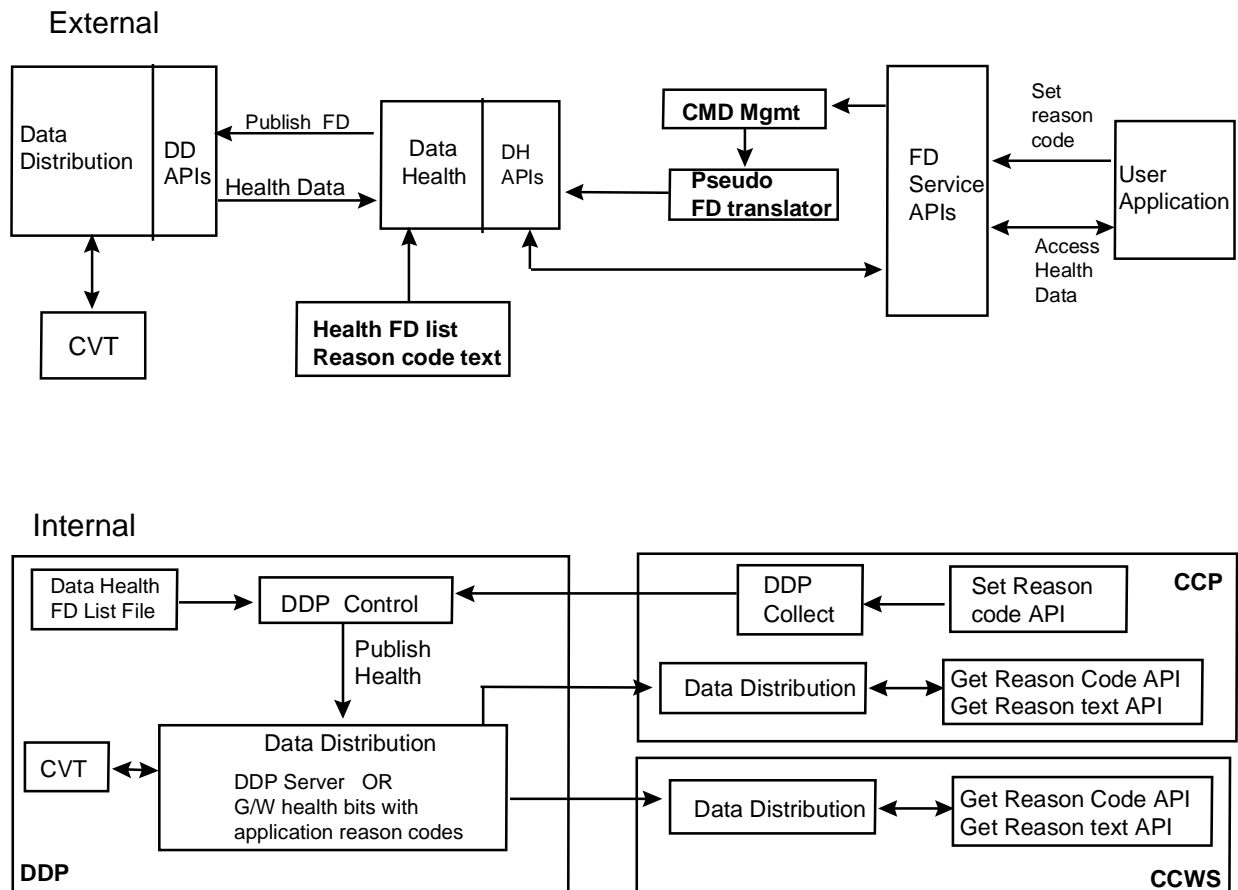 External
Data
Distribution
DD
APIs
Publish FD
Health Data
Data
Health
DH
APIs
CMD Mgmt
Pseudo
FD translator
FD
Service
APIs
Set
reason
code
User
Application
Access
Health
Data
CVT
Health FD list
Reason code text
Internal
Data Health
FD List File
DDP Control
Publish
Health
CVT
Data Distribution
DDP Server OR
G/W health bits with
application reason codes
DDP
DDP
Collect
Set Reason
code API
CCP
Data Distribution
Get Reason Code API
Get Reason text API
Data Distribution
Get Reason Code API
Get Reason text API
CCWS